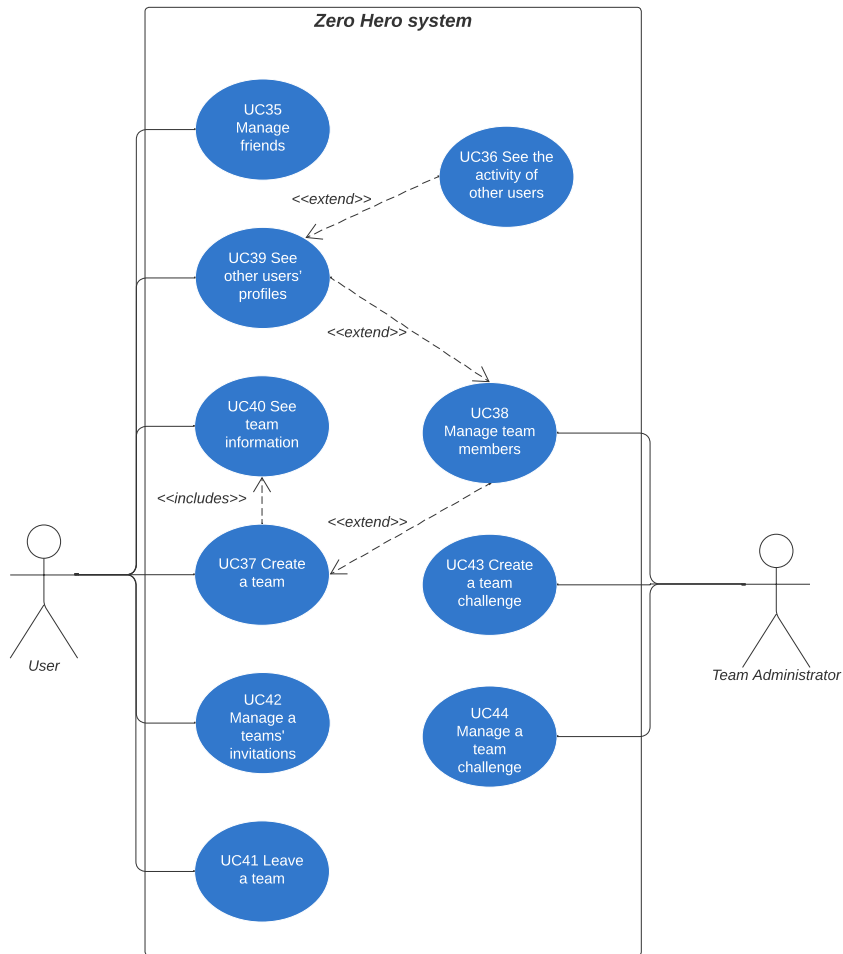 Zero Hero system
UC35
Manage
friends
UC36 See the
activity of
other users
<<extend>>
UC39 See
other users'
profiles
<<extend>>
UC40 See
team
information
UC38
Manage team
members
<<includes>>
<<extend>>
UC37 Create
a team
UC43 Create
a team
challenge
User
Team Administrator
UC42
Manage a
teams'
invitations
UC44
Manage a
team
challenge
UC41 Leave
a team